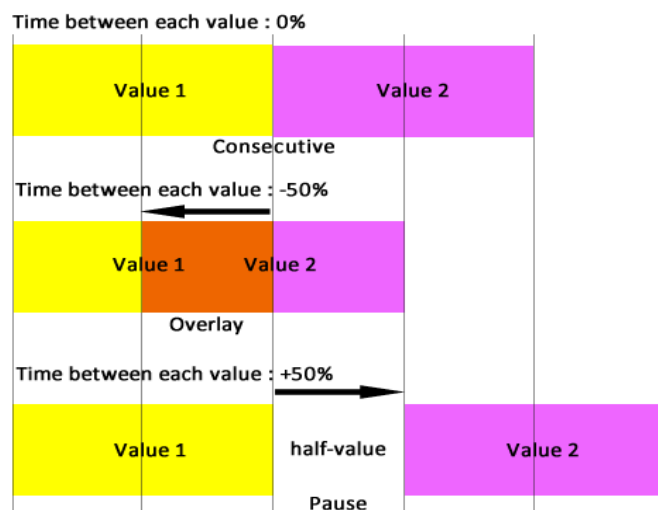 Time between each value : 0%
Value 1
Value 2
Consecutive
Time between each value : -50%
Value 1
Value 2
Overlay
Time between each value : +50%
Value 1
half-value
Value 2
Pause